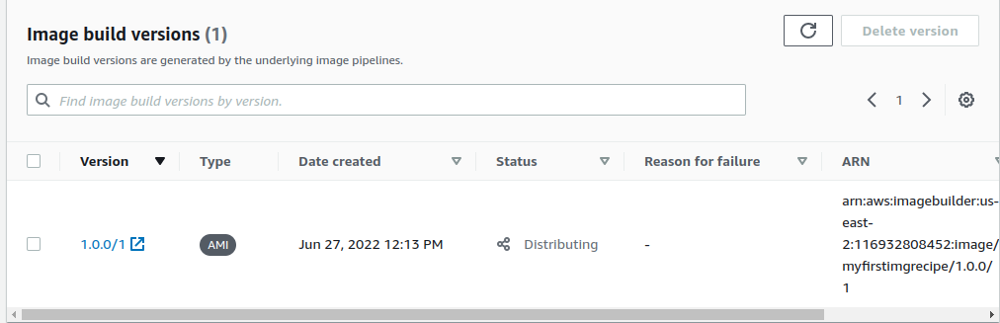 Image build versions (1)
Delete version
Image build versions are generated by the underlying image pipelines.
Find image build versions by version.
1
Version Type Date created Status Reason for failure ARN
1.0.0/1 AMI Jun 27, 2022 12:13 PM Distributing -
arn:aws:imagebuilder:us-
east-
2:116932808452:image/
myfirstimgrecipe/1.0.0/
1